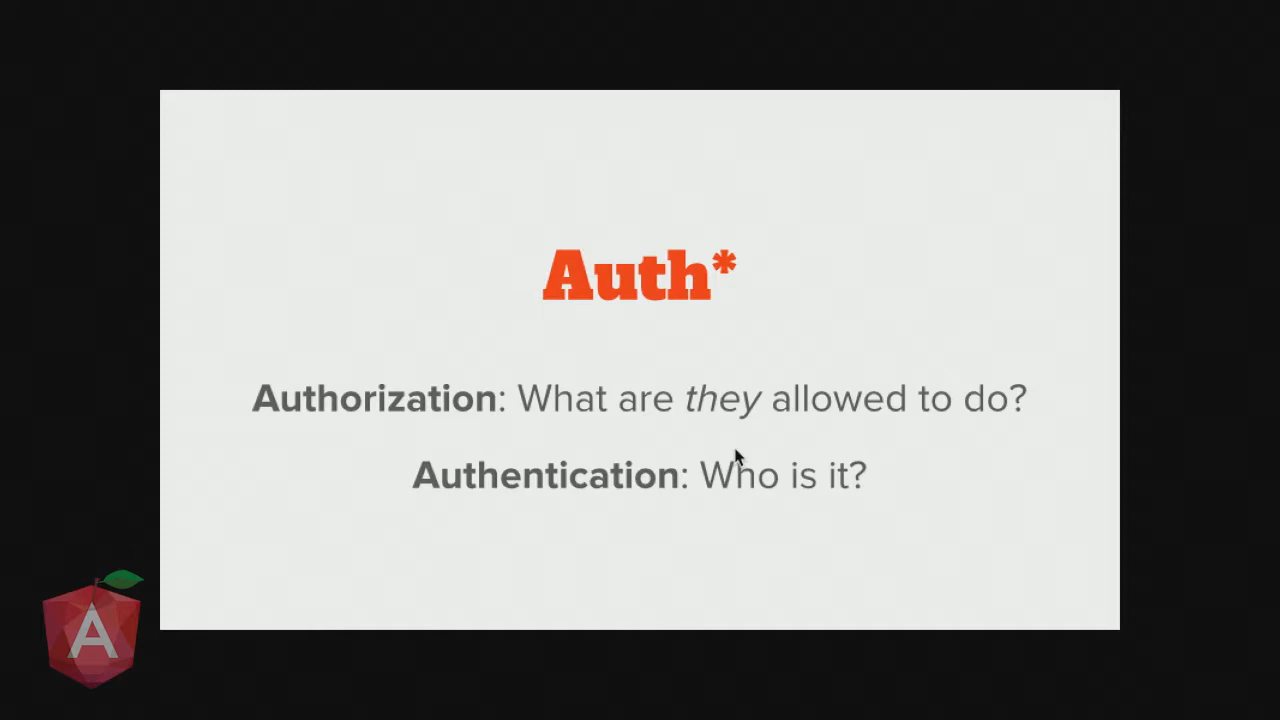 Auth*
Authorization: What are they allowed to do?
Authentication: Who is it?
A